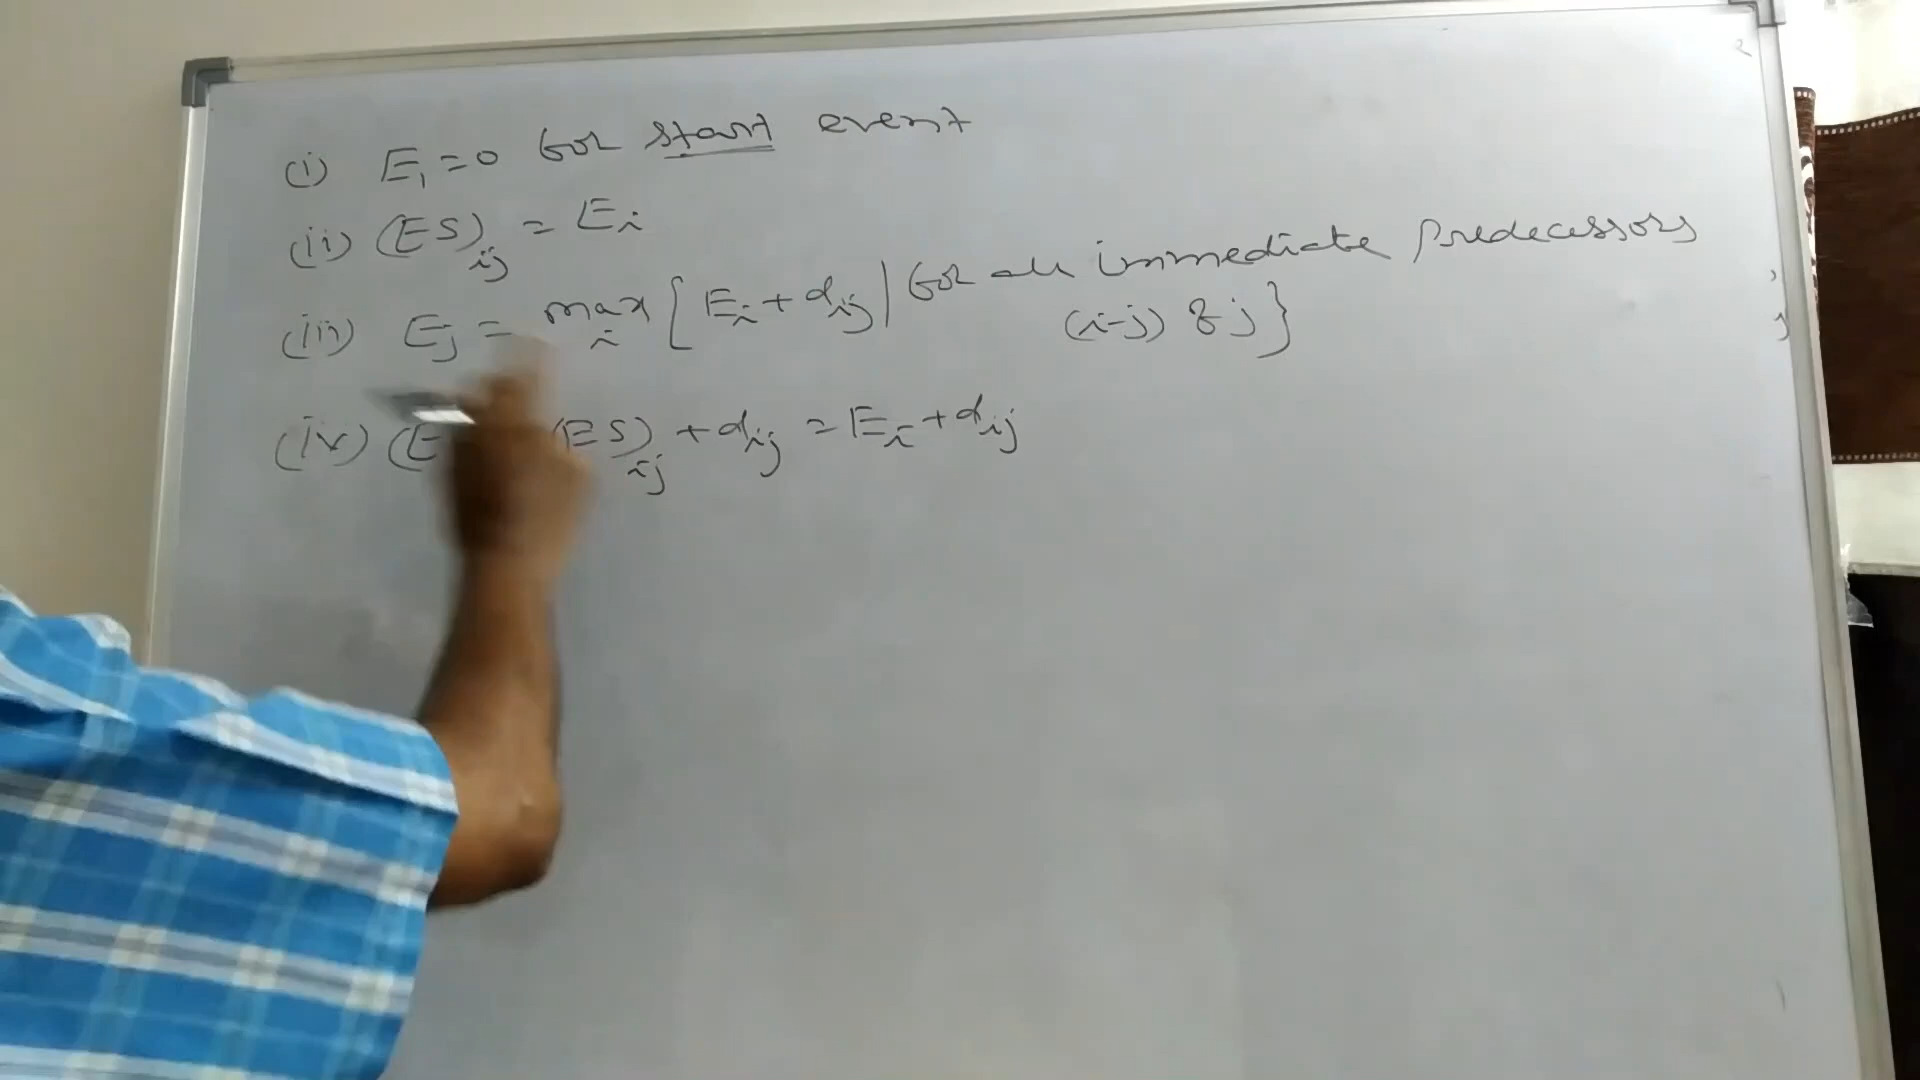 (i) E₁=0 for start event
(ii) (ES)ij = Ei
(iii) Ej = max i [Ei + dij | for all immediate predecessors
(i-j) & j}
(iv) (E (ES)ij + dij = Ei + dij